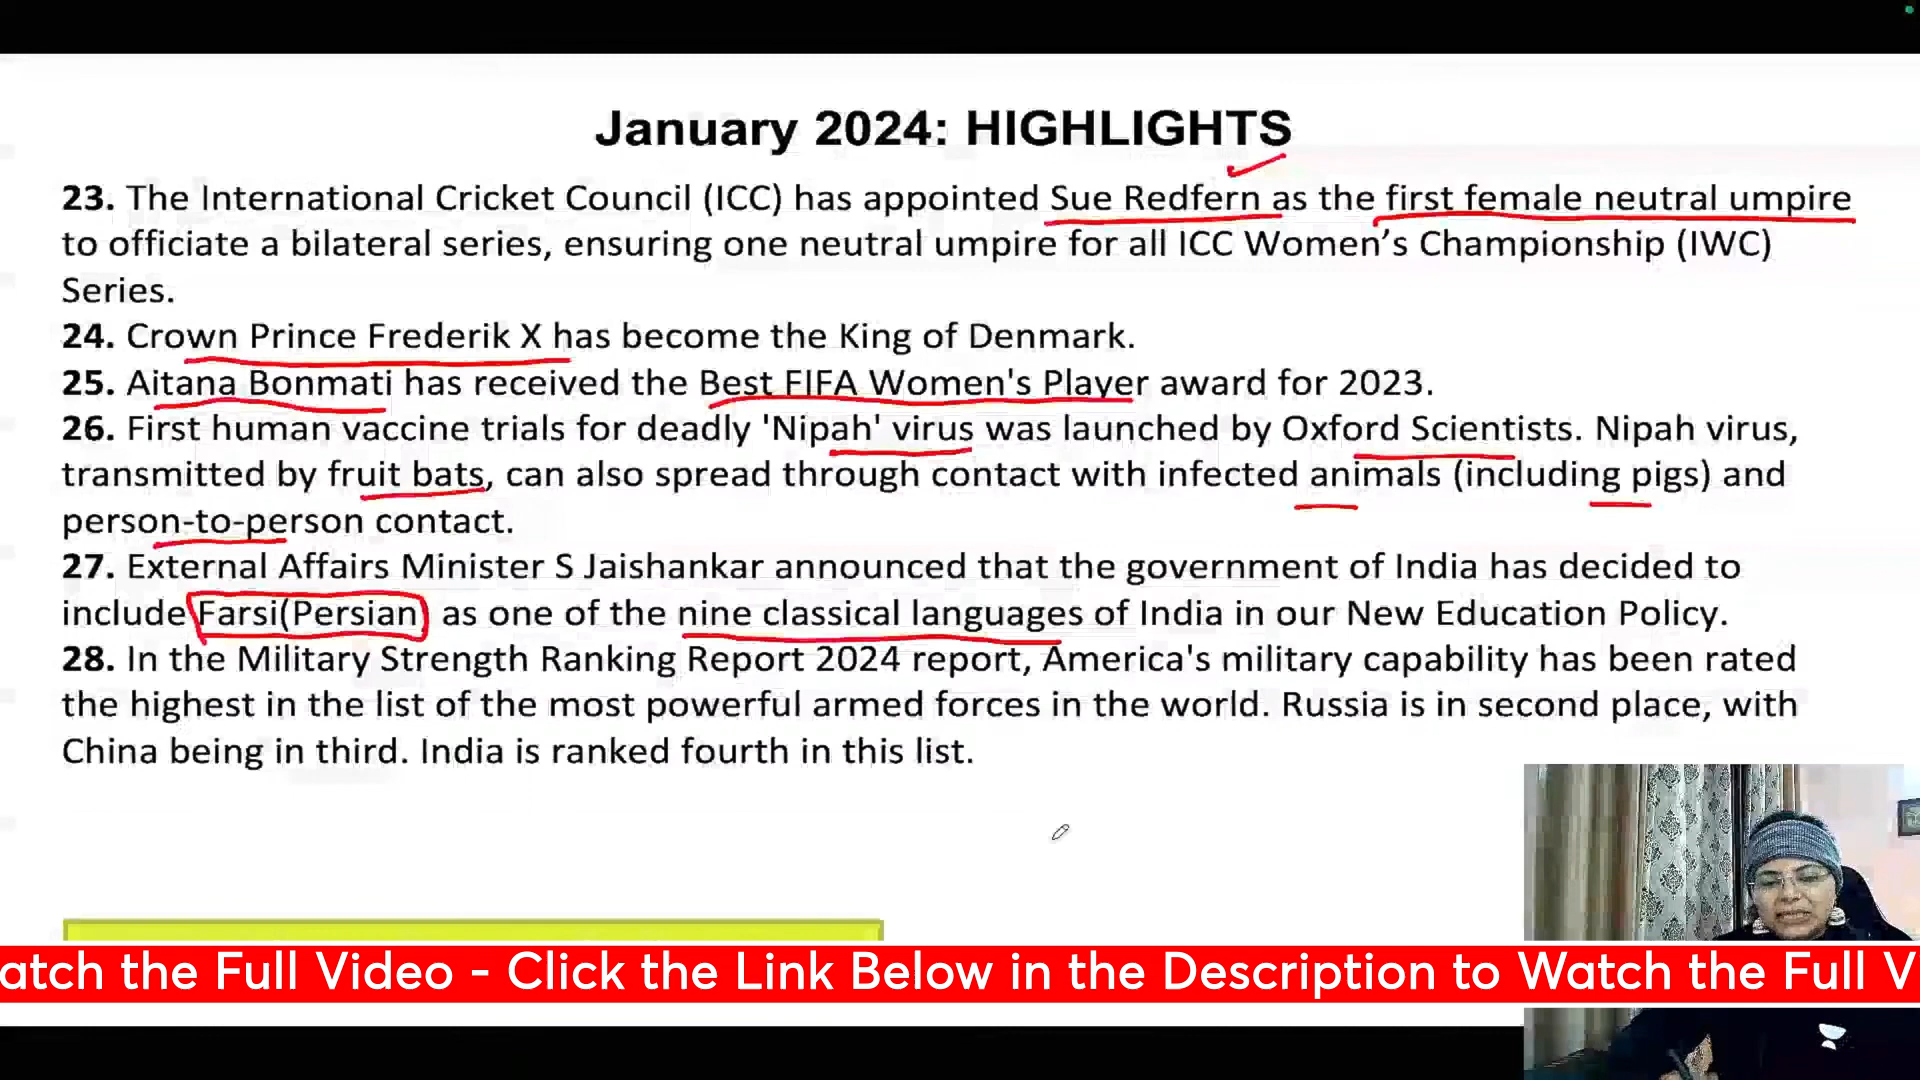 January 2024: HIGHLIGHTS
23. The International Cricket Council (ICC) has appointed Sue Redfern as the first female neutral umpire
to officiate a bilateral series, ensuring one neutral umpire for all ICC Women’s Championship (IWC)
Series.
24. Crown Prince Frederik X has become the King of Denmark.
25. Aitana Bonmati has received the Best FIFA Women's Player award for 2023.
26. First human vaccine trials for deadly 'Nipah' virus was launched by Oxford Scientists. Nipah virus,
transmitted by fruit bats, can also spread through contact with infected animals (including pigs) and
person-to-person contact.
27. External Affairs Minister S Jaishankar announced that the government of India has decided to
include Farsi(Persian) as one of the nine classical languages of India in our New Education Policy.
28. In the Military Strength Ranking Report 2024 report, America's military capability has been rated
the highest in the list of the most powerful armed forces in the world. Russia is in second place, with
China being in third. India is ranked fourth in this list.
atch the Full Video - Click the Link Below in the Description to Watch the Full V